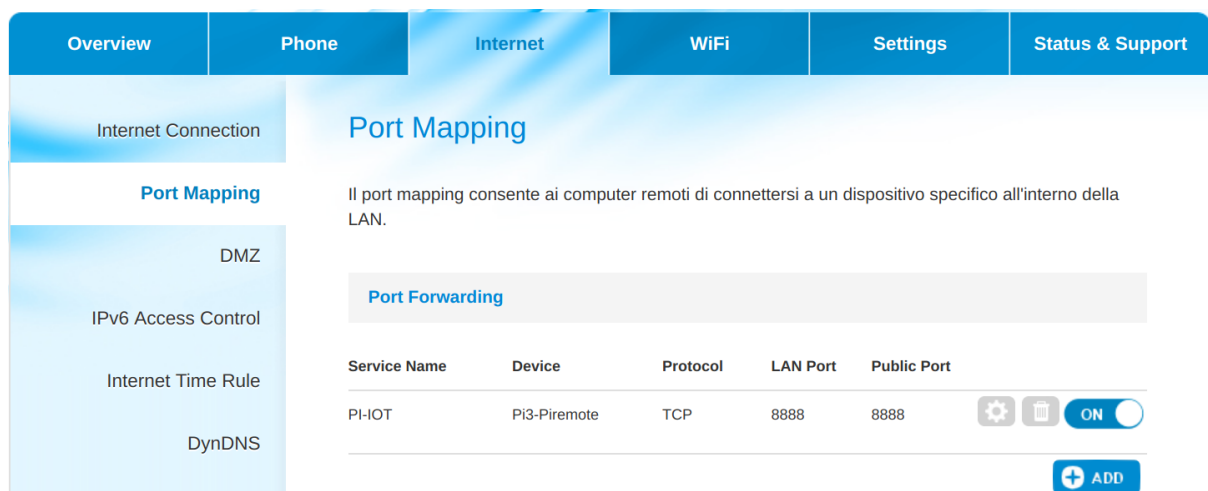 Overview Phone Internet WiFi Settings Status & Support
Internet Connection
Port Mapping
DMZ
IPv6 Access Control
Internet Time Rule
DynDNS
Port Mapping
Il port mapping consente ai computer remoti di connettersi a un dispositivo specifico all'interno della
LAN.
Port Forwarding
Service Name Device Protocol LAN Port Public Port
PI-IOT Pi3-Piremote TCP 8888 8888 ON
ADD